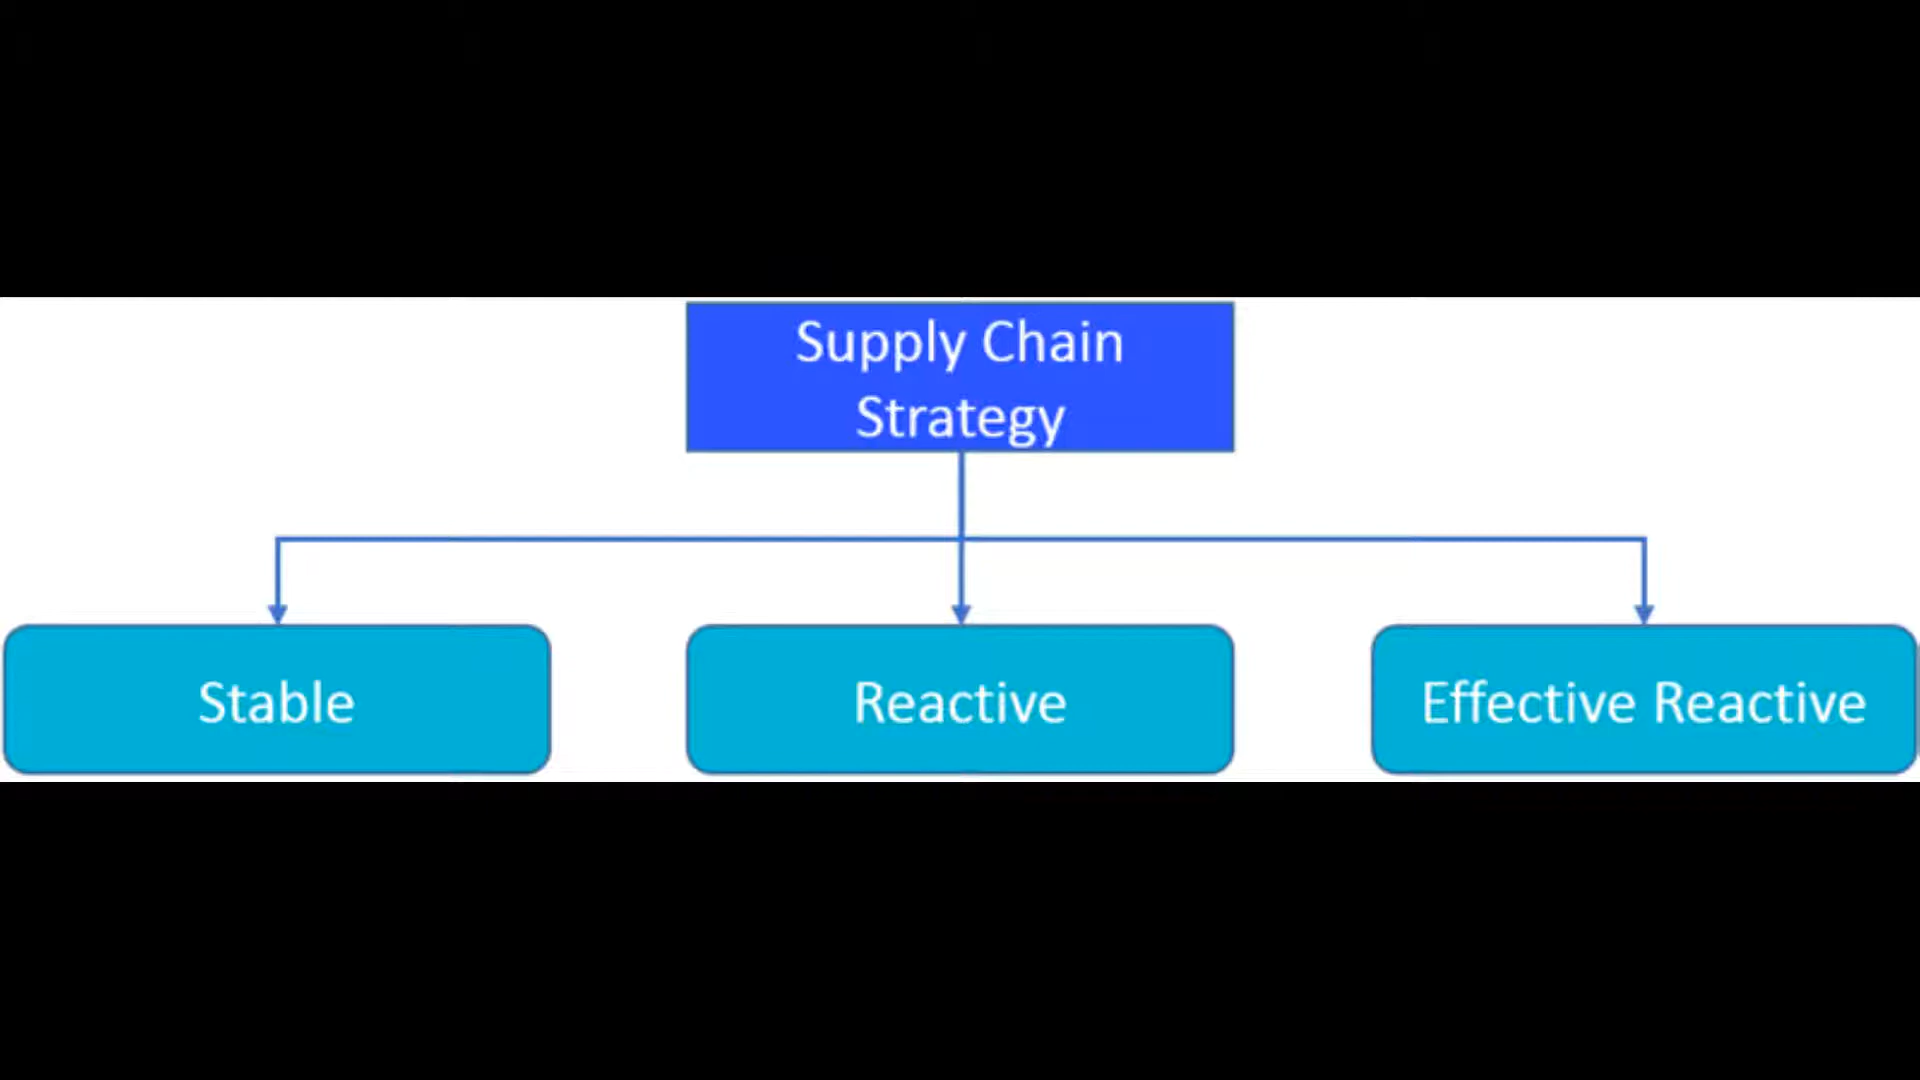 Supply Chain
Strategy
Stable
Reactive
Effective Reactive